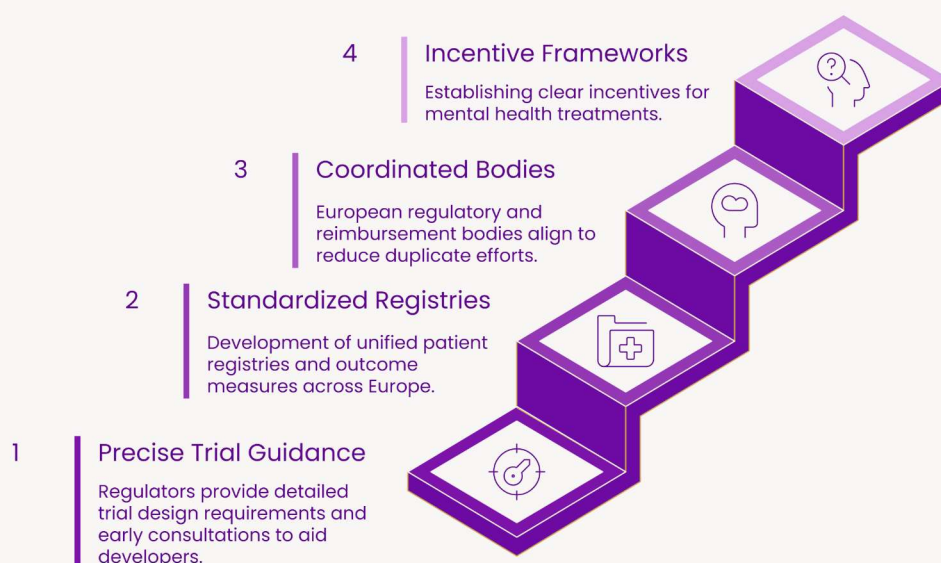 4
Incentive Frameworks
Establishing clear incentives for
mental health treatments.
3
Coordinated Bodies
European regulatory and
reimbursement bodies align to
reduce duplicate efforts.
2
Standardized Registries
Development of unified patient
registries and outcome
measures across Europe.
1
Precise Trial Guidance
Regulators provide detailed
trial design requirements and
early consultations to aid
developers.
?